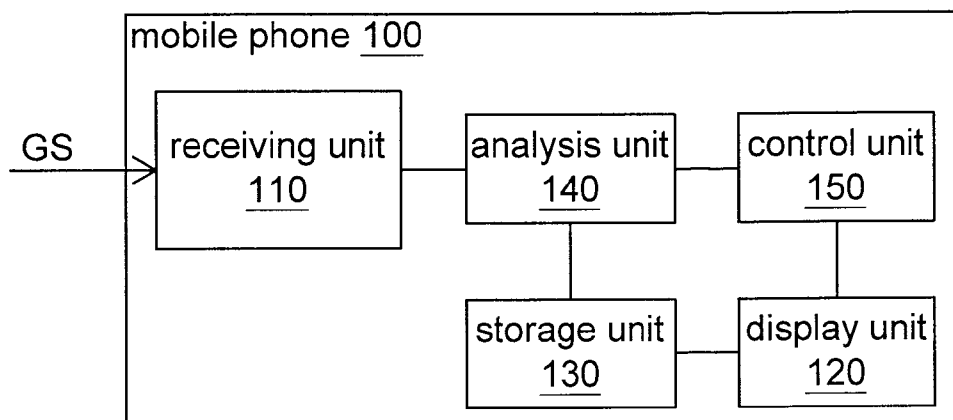 mobile phone 100
GS
receiving unit
110
analysis unit
140
control unit
150
storage unit
130
display unit
120